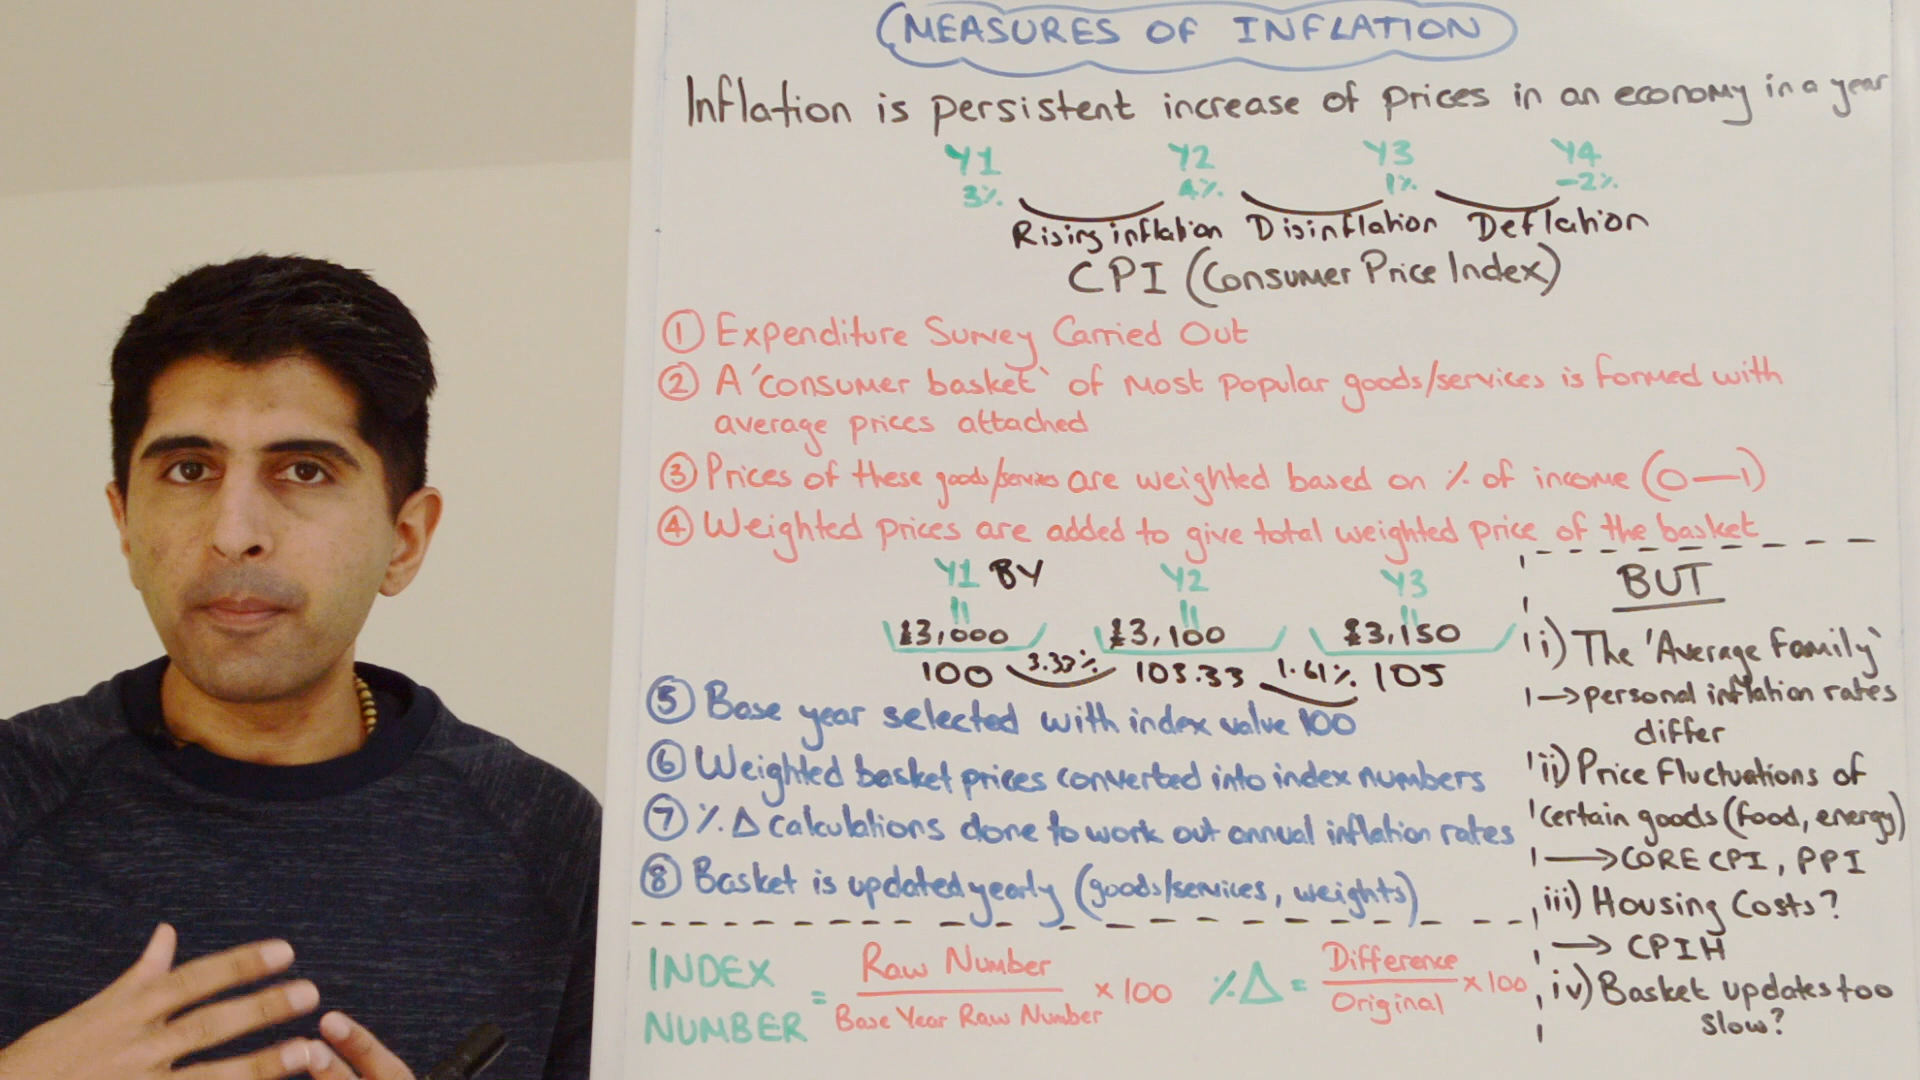 MEASURES OF INFLATION
Inflation is persistent increase of prices in an economy in a year
Y1 Y2 Y3 Y4
3% 4% 1% -2%
Rising inflation Disinflation Deflation
CPI (Consumer Price Index)
① Expenditure Survey Carried Out
② A 'consumer basket' of most popular goods/services is formed with
average prices attached
③ Prices of these goods/services are weighted based on % of income (0—1)
④ Weighted prices are added to give total weighted price of the basket
Y1 BY Y2 Y3
£3,000 £3,100 £3,150
100 3.33% 103.33 1.61% 105
⑤ Base year selected with index value 100
⑥ Weighted basket prices converted into index numbers
⑦ % Δ calculations done to work out annual inflation rates
⑧ Basket is updated yearly (goods/services, weights)
BUT
i) The 'Average Family'
→ personal inflation rates
differ
ii) Price Fluctuations of
certain goods (food, energy)
→ CORE CPI, PPI
iii) Housing Costs?
→ CPIH
iv) Basket updates too
slow?
INDEX NUMBER = Raw Number / Base Year Raw Number × 100
% Δ = Difference / Original × 100